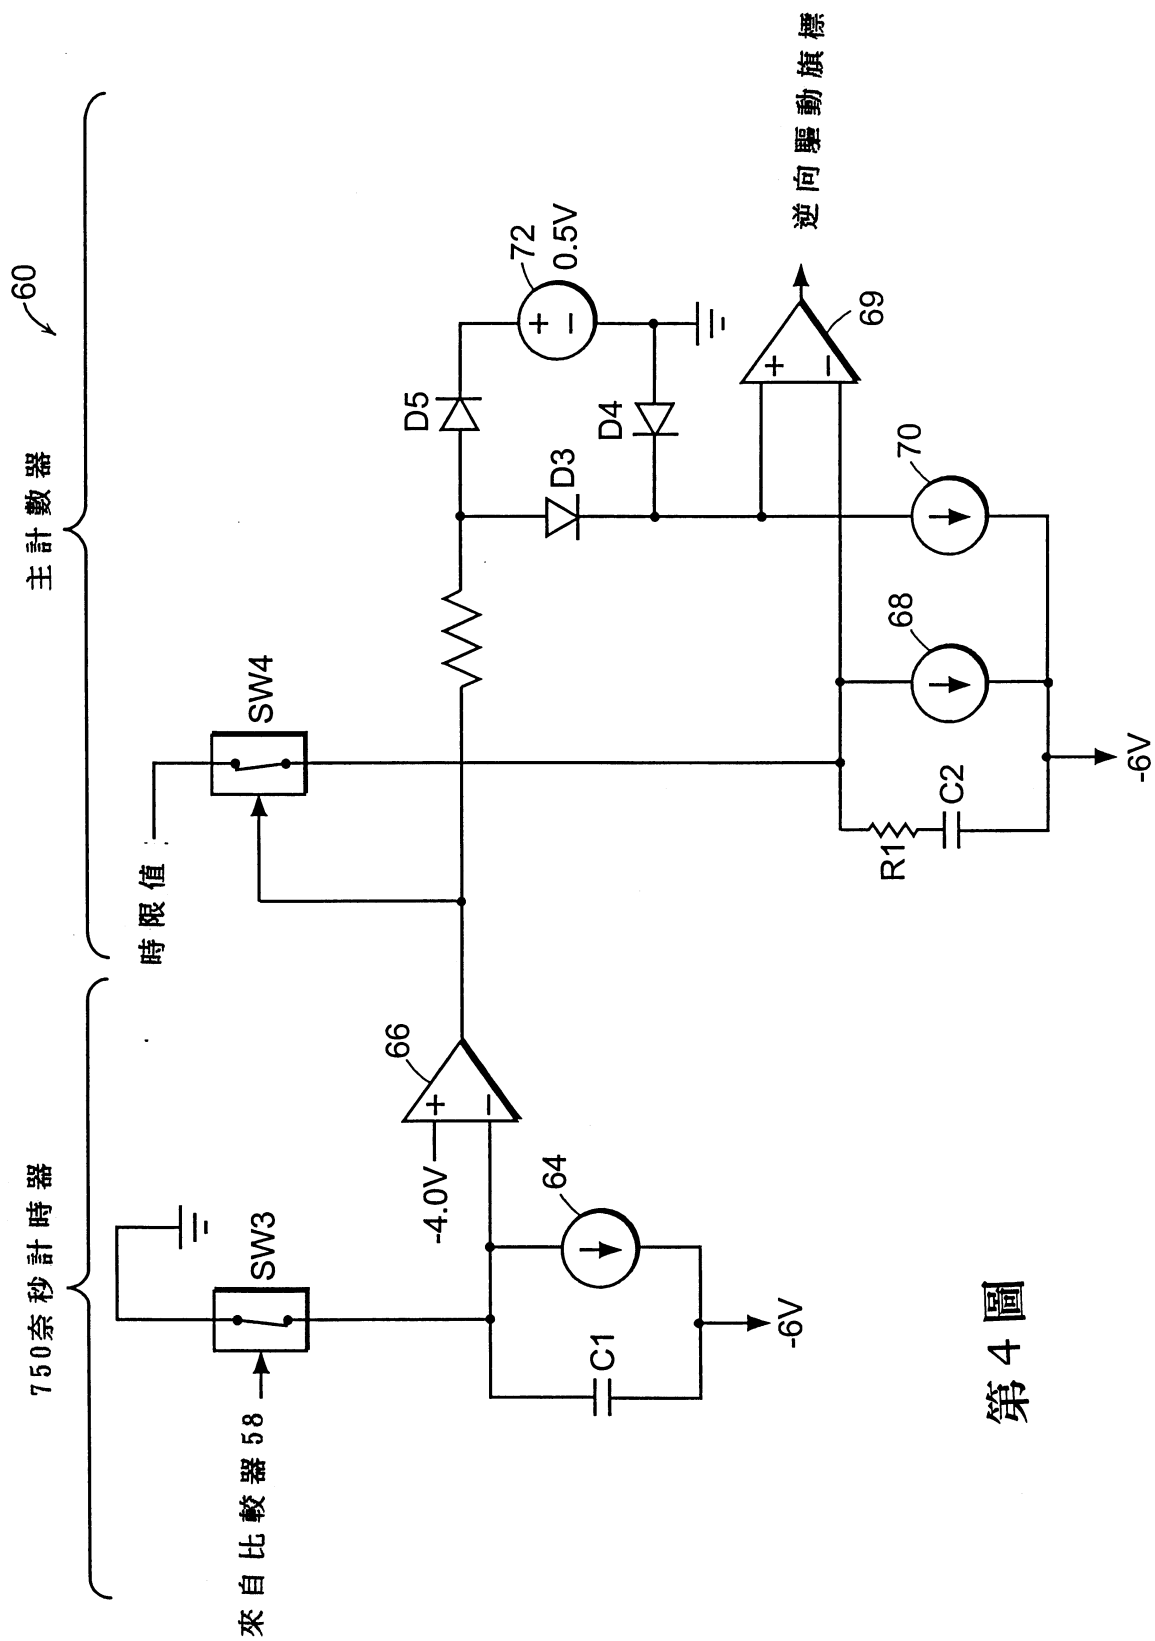 60
750奈秒計時器
主計數器
來自比較器58
SW3
時限值
SW4
-4.0V
66
+
−
64
C1
-6V
D5
72
0.5V
+
−
D3
D4
+
−
69
逆向驅動旗標
68
70
R1
C2
-6V
第4圖